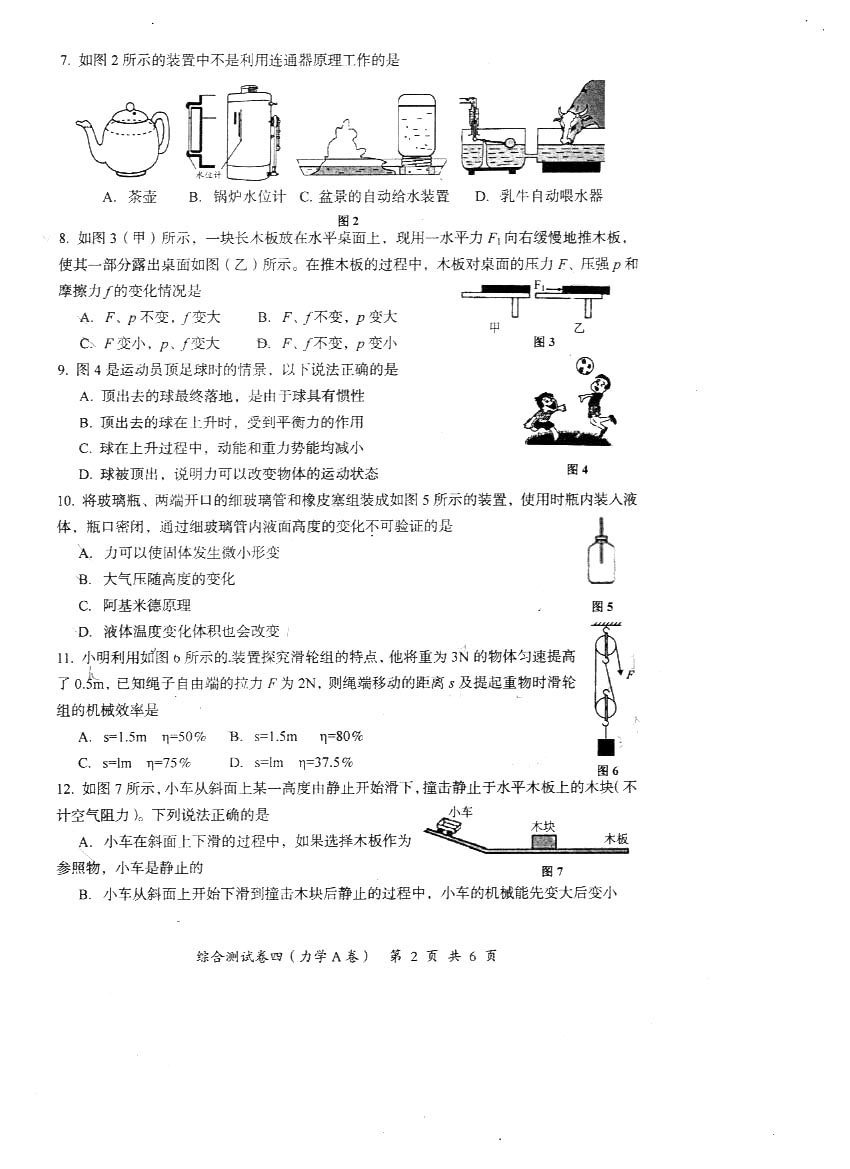 7. 如图 2 所示的装置中不是利用连通器原理工作的是
水位计
A. 茶壶 B. 锅炉水位计 C. 盆景的自动给水装置 D. 乳牛自动喂水器
图 2
8. 如图 3（甲）所示，一块长木板放在水平桌面上，现用一水平力 F₁ 向右缓慢地推木板，
使其一部分露出桌面如图（乙）所示。在推木板的过程中，木板对桌面的压力 F、压强 p 和
摩擦力 f 的变化情况是
F₁
A. F、p 不变，f 变大 B. F、f 不变，p 变大
甲 乙
C. F 变小，p、f 变大 D. F、f 不变，p 变小
图 3
9. 图 4 是运动员顶足球时的情景，以下说法正确的是
A. 顶出去的球最终落地，是由于球具有惯性
B. 顶出去的球在上升时，受到平衡力的作用
C. 球在上升过程中，动能和重力势能均减小
D. 球被顶出，说明力可以改变物体的运动状态
图 4
10. 将玻璃瓶、两端开口的细玻璃管和橡皮塞组装成如图 5 所示的装置，使用时瓶内装入液
体，瓶口密闭，通过细玻璃管内液面高度的变化不可验证的是
A. 力可以使固体发生微小形变
B. 大气压随高度的变化
C. 阿基米德原理
图 5
D. 液体温度变化体积也会改变
11. 小明利用如图 6 所示的装置探究滑轮组的特点，他将重为 3N 的物体匀速提高
了 0.5m，已知绳子自由端的拉力 F 为 2N，则绳端移动的距离 s 及提起重物时滑轮
F
组的机械效率是
A. s=1.5m η=50% B. s=1.5m η=80%
C. s=lm η=75% D. s=lm η=37.5%
图 6
12. 如图 7 所示，小车从斜面上某一高度由静止开始滑下，撞击静止于水平木板上的木块（不
计空气阻力）。下列说法正确的是
小车
木块
木板
A. 小车在斜面上下滑的过程中，如果选择木板作为
参照物，小车是静止的
图 7
B. 小车从斜面上开始下滑到撞击木块后静止的过程中，小车的机械能先变大后变小
综合测试卷四（力学 A 卷） 第 2 页 共 6 页